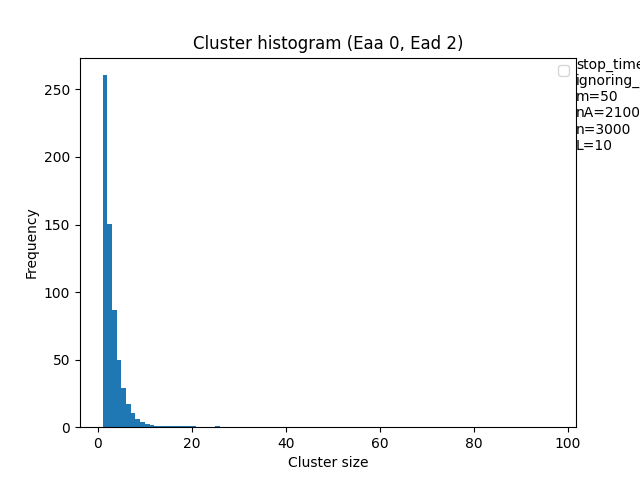 Cluster histogram (Eaa 0, Ead 2)
stop_time
ignoring_
m=50
nA=2100
n=3000
L=10
250
200
150
100
50
0
Frequency
0 20 40 60 80 100
Cluster size